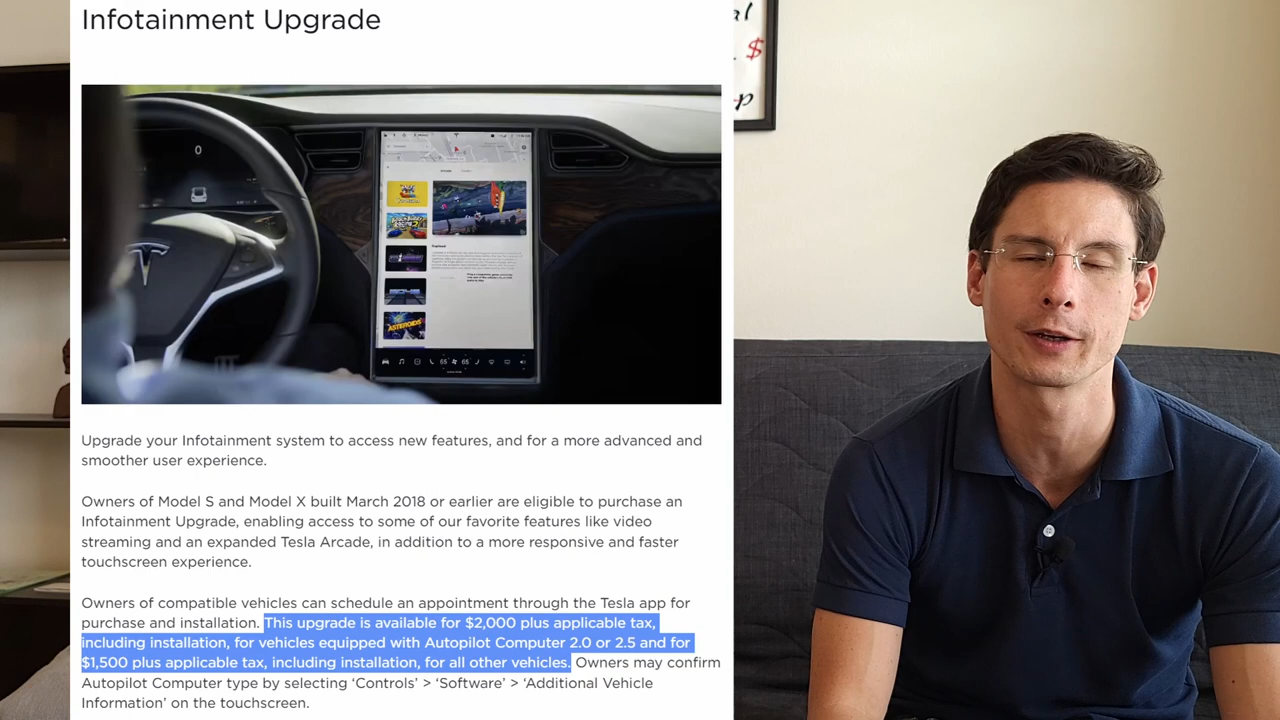 Infotainment Upgrade
al
$
p
0
ASTEROIDS
65 65
Upgrade your Infotainment system to access new features, and for a more advanced and
smoother user experience.
Owners of Model S and Model X built March 2018 or earlier are eligible to purchase an
Infotainment Upgrade, enabling access to some of our favorite features like video
streaming and an expanded Tesla Arcade, in addition to a more responsive and faster
touchscreen experience.
Owners of compatible vehicles can schedule an appointment through the Tesla app for
purchase and installation. This upgrade is available for $2,000 plus applicable tax,
including installation, for vehicles equipped with Autopilot Computer 2.0 or 2.5 and for
$1,500 plus applicable tax, including installation, for all other vehicles. Owners may confirm
Autopilot Computer type by selecting ‘Controls’ > ‘Software’ > ‘Additional Vehicle
Information’ on the touchscreen.